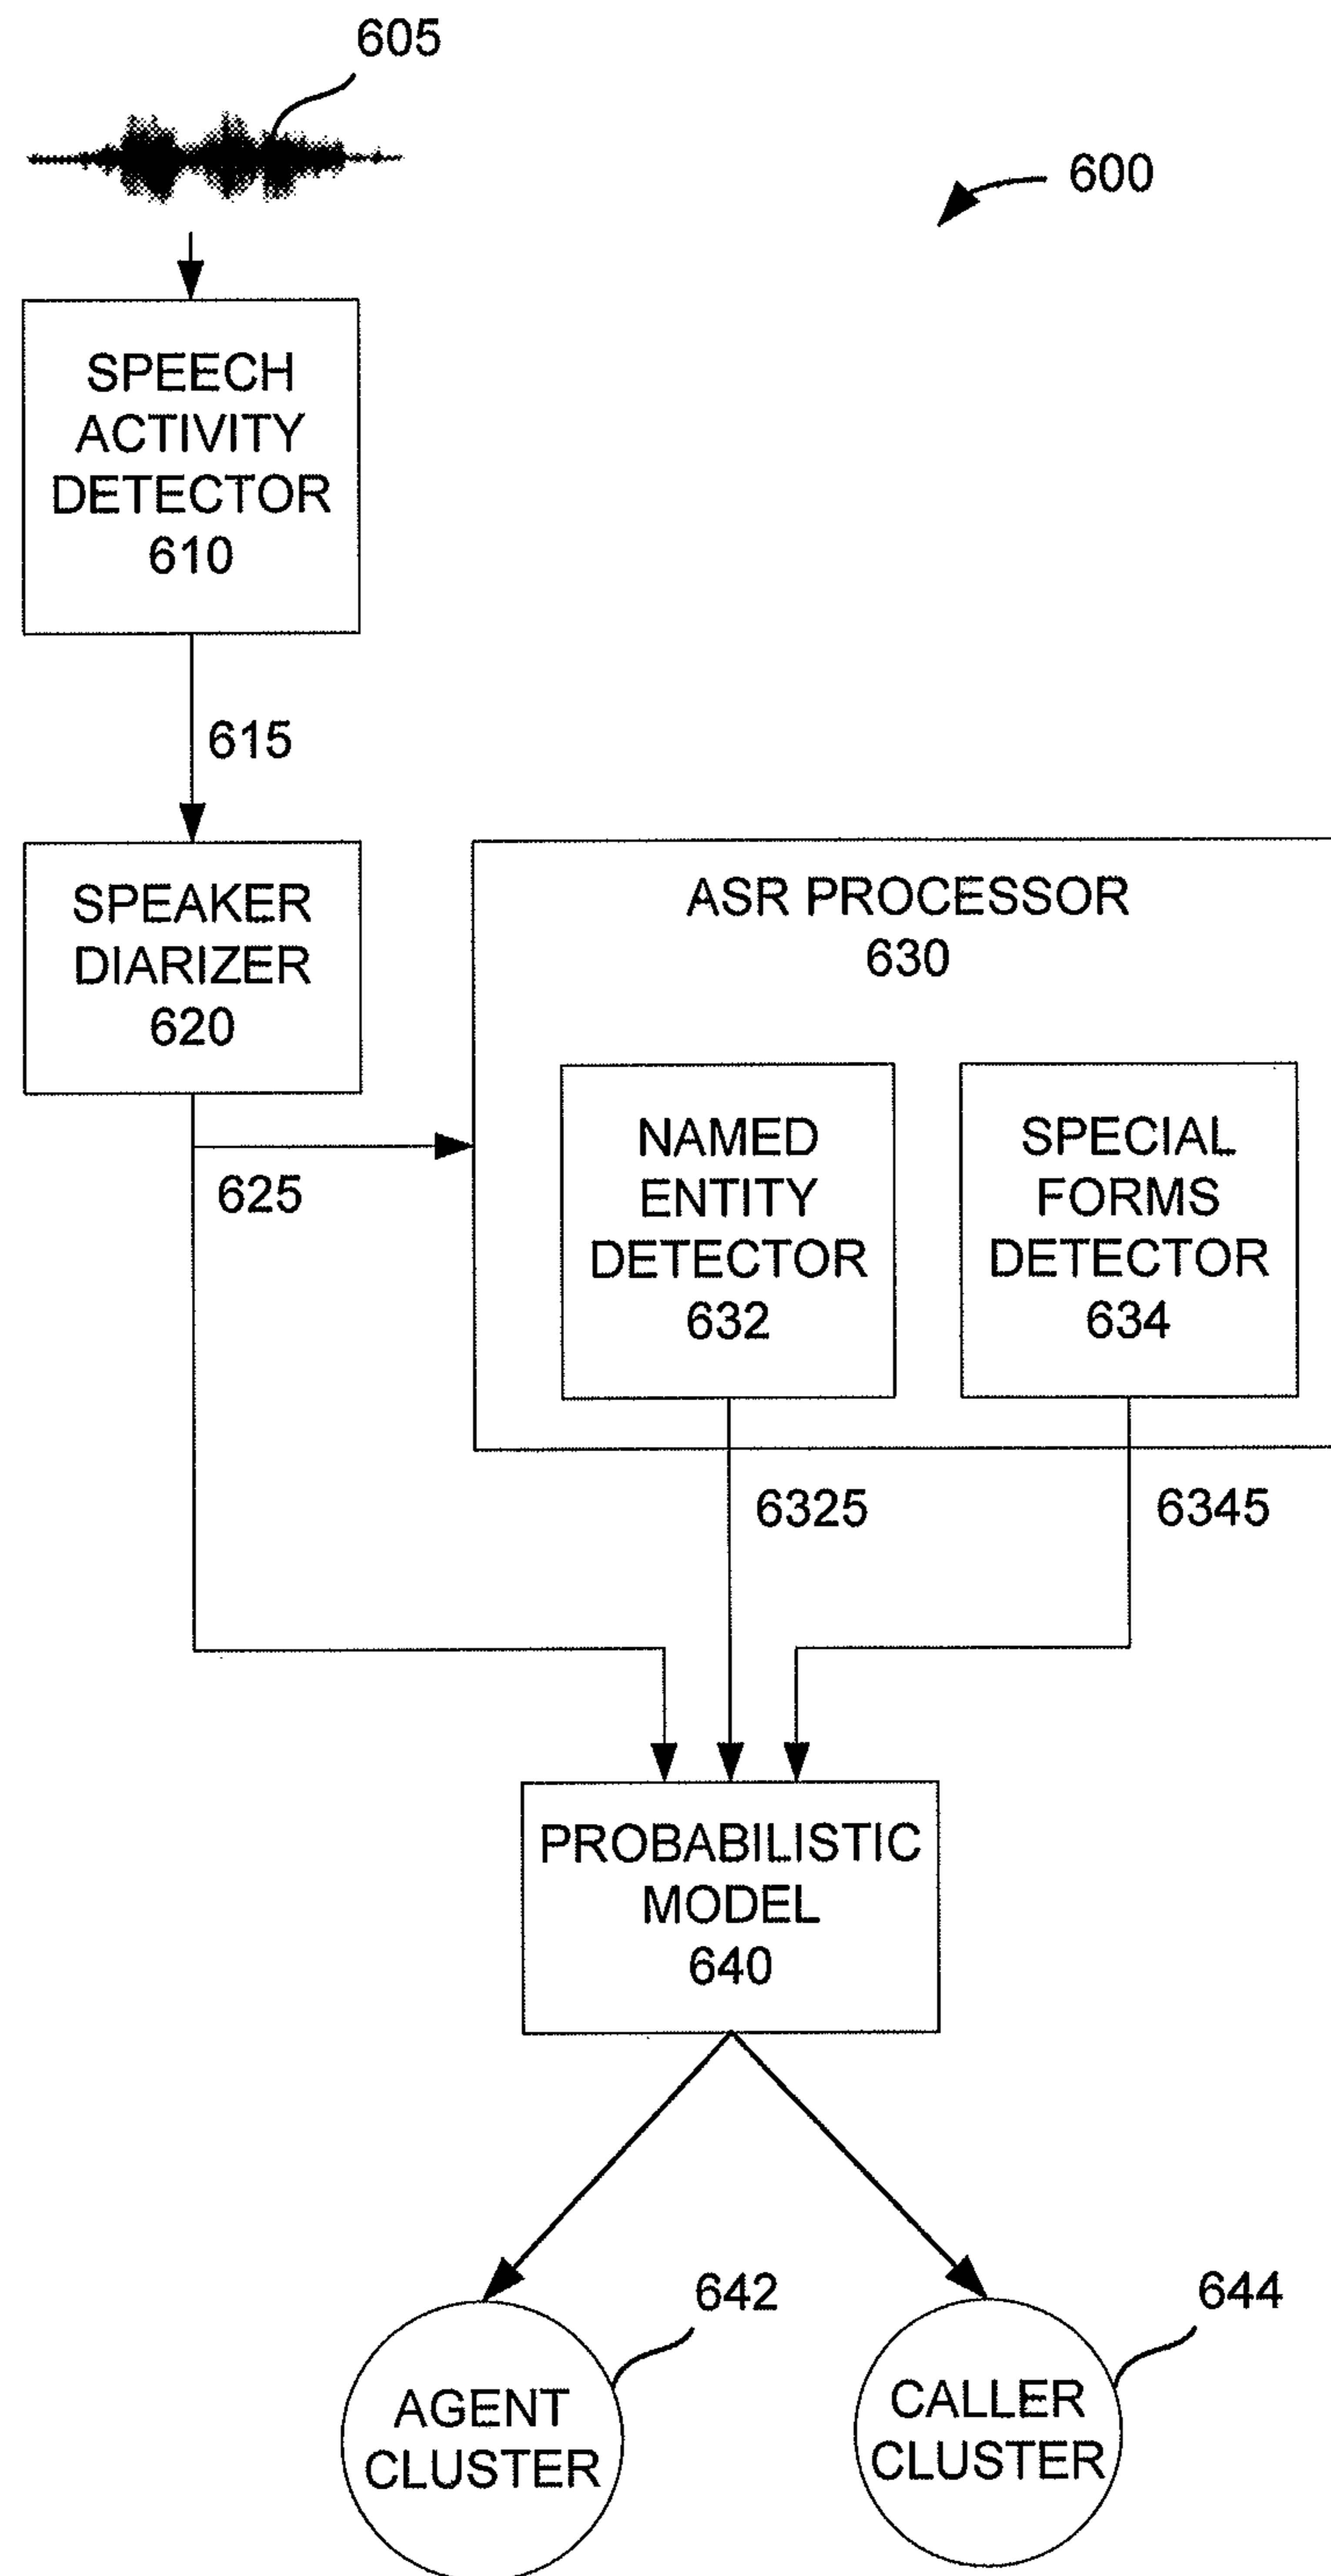 605
600
SPEECH
ACTIVITY
DETECTOR
610
615
SPEAKER
DIARIZER
620
625
ASR PROCESSOR
630
NAMED
ENTITY
DETECTOR
632
SPECIAL
FORMS
DETECTOR
634
6325
6345
PROBABILISTIC
MODEL
640
642
644
AGENT
CLUSTER
CALLER
CLUSTER